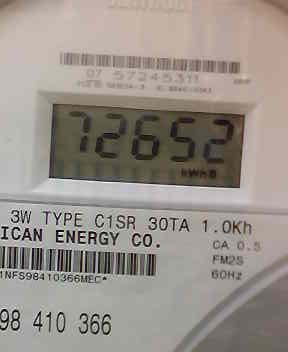 07 57245311
72652
kWhB
3W TYPE C1SR 30TA 1.0Kh
ICAN ENERGY CO.
CA 0.5
FM2S
60Hz
1NFS98410366MEC*
98 410 366